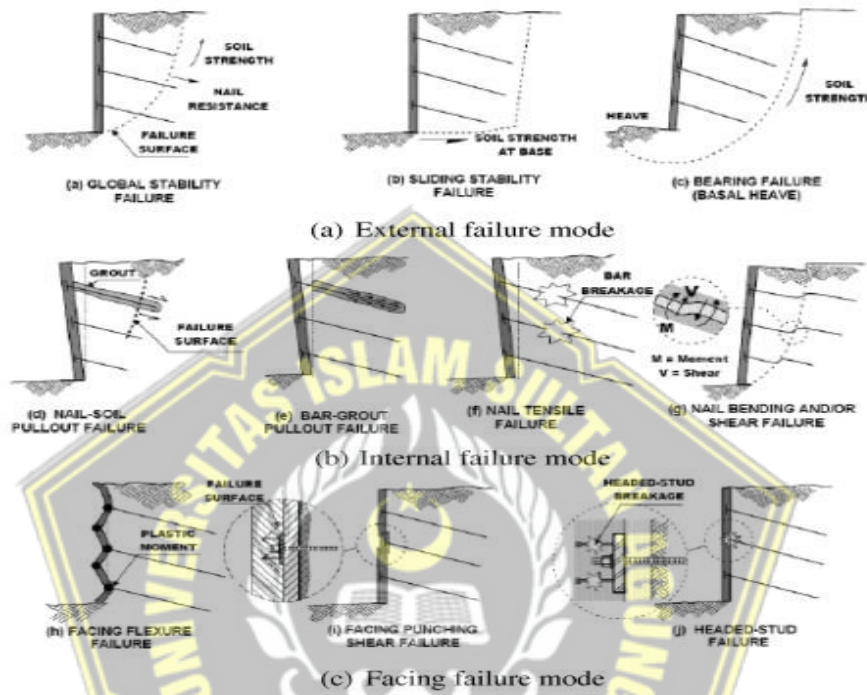 SOIL
STRENGTH
NAIL
RESISTANCE
FAILURE
SURFACE
(a) GLOBAL STABILITY
FAILURE
SOIL STRENGTH
AT BASE
(b) SLIDING STABILITY
FAILURE
HEAVE
SOIL
STRENGTH
(c) BEARING FAILURE
(BASAL HEAVE)
(a) External failure mode
GROUT
FAILURE
SURFACE
(d) NAIL-SOIL
PULLOUT FAILURE
(e) BAR-GROUT
PULLOUT FAILURE
BAR
BREAKAGE
(f) NAIL TENSILE
FAILURE
V
M
M = Moment
V = Shear
(g) NAIL BENDING AND/OR
SHEAR FAILURE
(b) Internal failure mode
PLASTIC
MOMENT
(h) FACING FLEXURE
FAILURE
FAILURE
SURFACE
(i) FACING PUNCHING
SHEAR FAILURE
HEADED-STUD
BREAKAGE
(j) HEADED-STUD
FAILURE
(c) Facing failure mode
UNIVERSITAS ISLAM SULTAN AGUNG